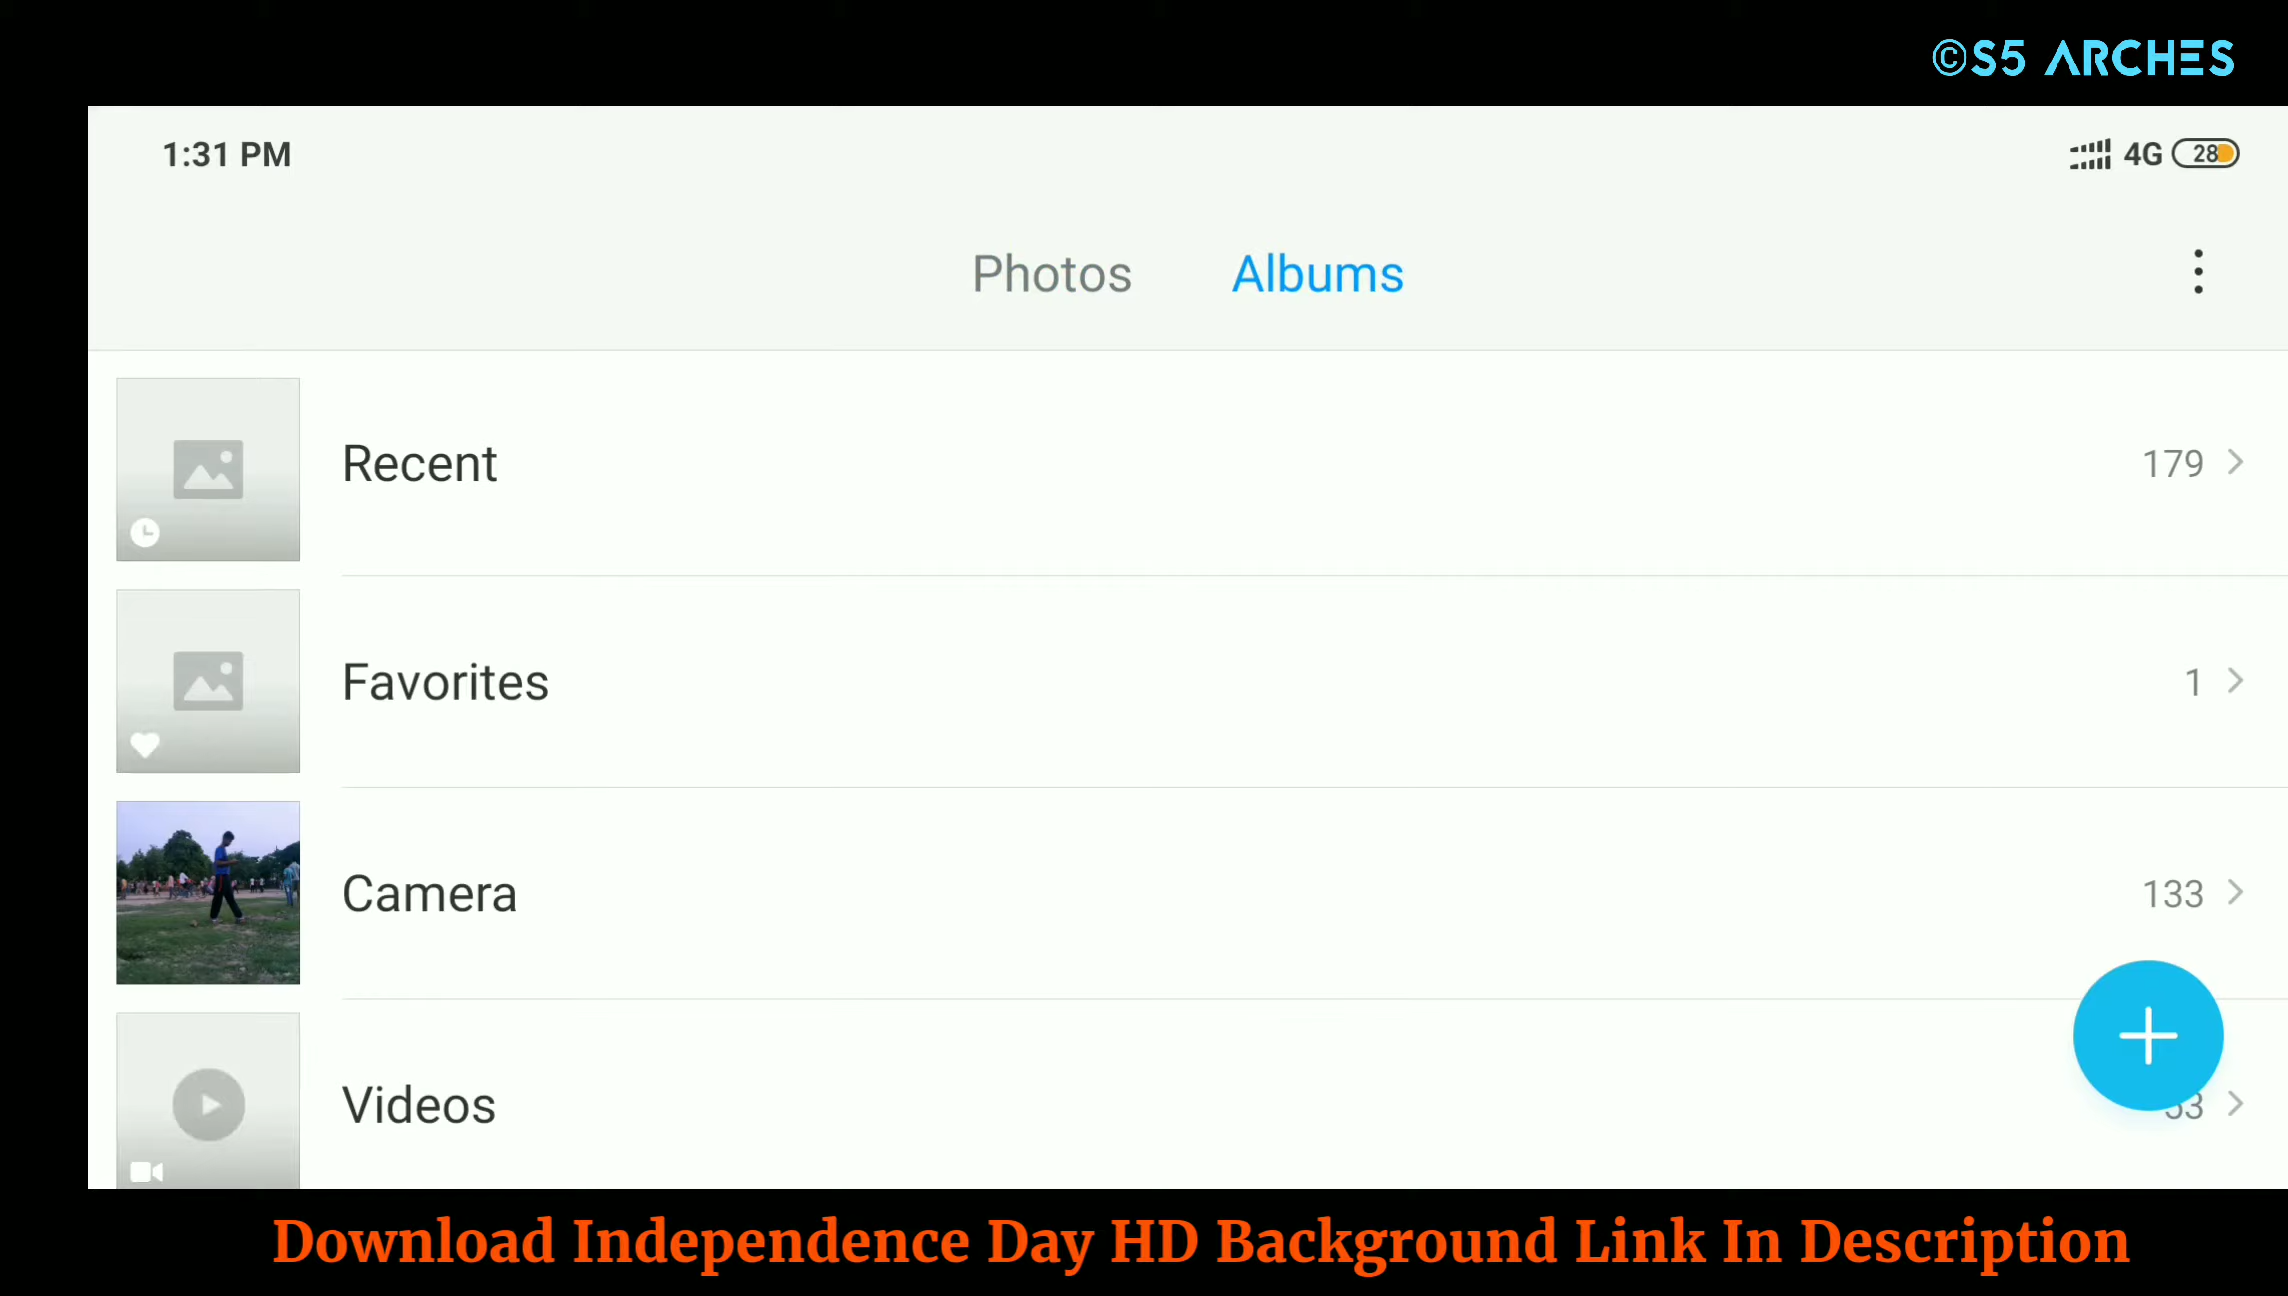 ©S5 ARCHES
1:31 PM
4G 28
Photos Albums
Recent 179
Favorites 1
Camera 133
Videos 53
Download Independence Day HD Background Link In Description